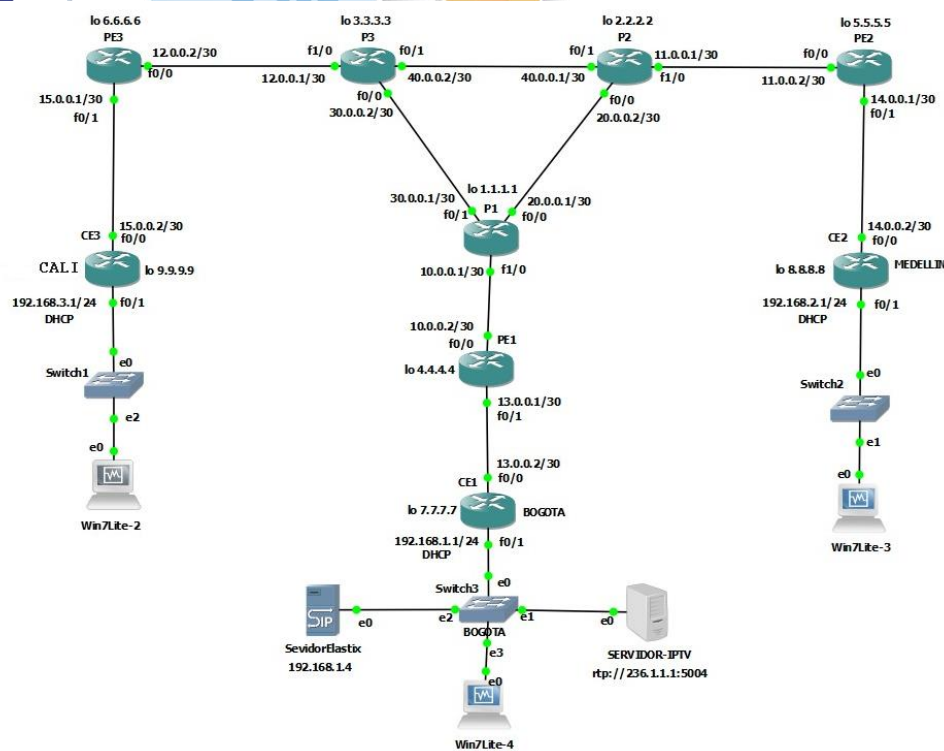 lo 6.6.6.6
PE3
12.0.0.2/30
f0/0
15.0.0.1/30
f0/1
lo 3.3.3.3
P3
f1/0
f0/1
12.0.0.1/30
40.0.0.2/30
f0/0
30.0.0.2/30
lo 2.2.2.2
P2
f0/1
11.0.0.1/30
40.0.0.1/30
f1/0
f0/0
20.0.0.2/30
lo 5.5.5.5
PE2
f0/0
11.0.0.2/30
14.0.0.1/30
f0/1
lo 1.1.1.1
30.0.0.1/30
P1
20.0.0.1/30
f0/1
f0/0
10.0.0.1/30
f1/0
15.0.0.2/30
CE3
f0/0
CALI
lo 9.9.9.9
192.168.3.1/24
f0/1
DHCP
14.0.0.2/30
CE2
f0/0
lo 8.8.8.8
MEDELLIN
192.168.2.1/24
f0/1
DHCP
10.0.0.2/30
f0/0
PE1
lo 4.4.4.4
13.0.0.1/30
f0/1
e0
Switch1
e2
e0
Win7Lite-2
e0
Switch2
e1
e0
Win7Lite-3
13.0.0.2/30
CE1
f0/0
lo 7.7.7.7
BOGOTA
192.168.1.1/24
f0/1
DHCP
e0
Switch3
e0
e2
e1
e0
BOGOTA
SIP
SevidorElastix
192.168.1.4
e3
e0
SERVIDOR-IPTV
rtp://236.1.1.1:5004
Win7Lite-4